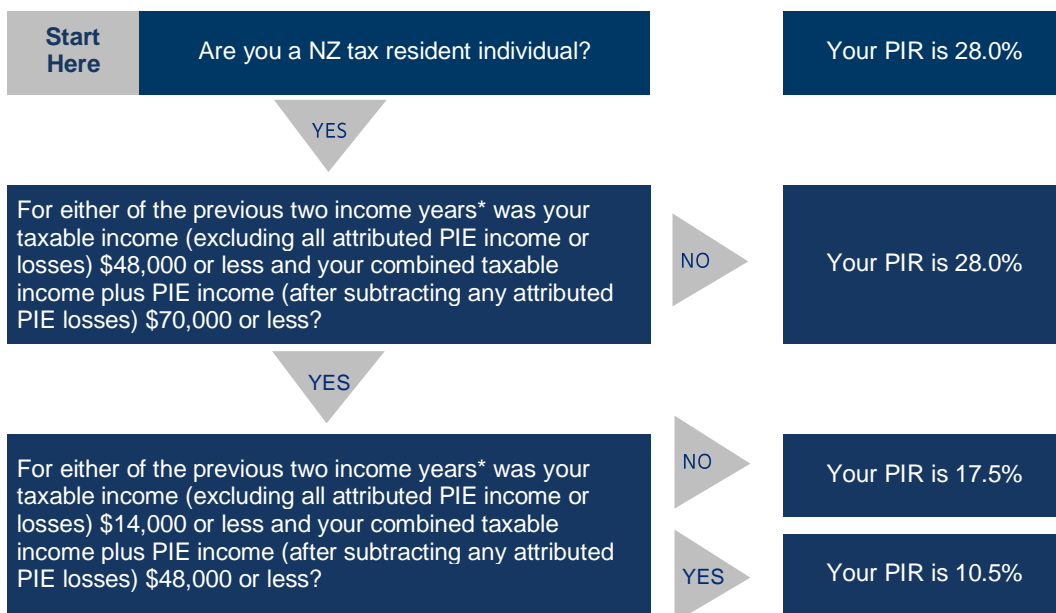 Start
Here
Are you a NZ tax resident individual?
Your PIR is 28.0%
YES
For either of the previous two income years* was your
taxable income (excluding all attributed PIE income or
losses) $48,000 or less and your combined taxable
income plus PIE income (after subtracting any attributed
PIE losses) $70,000 or less?
NO
Your PIR is 28.0%
YES
For either of the previous two income years* was your
taxable income (excluding all attributed PIE income or
losses) $14,000 or less and your combined taxable
income plus PIE income (after subtracting any attributed
PIE losses) $48,000 or less?
NO
Your PIR is 17.5%
YES
Your PIR is 10.5%